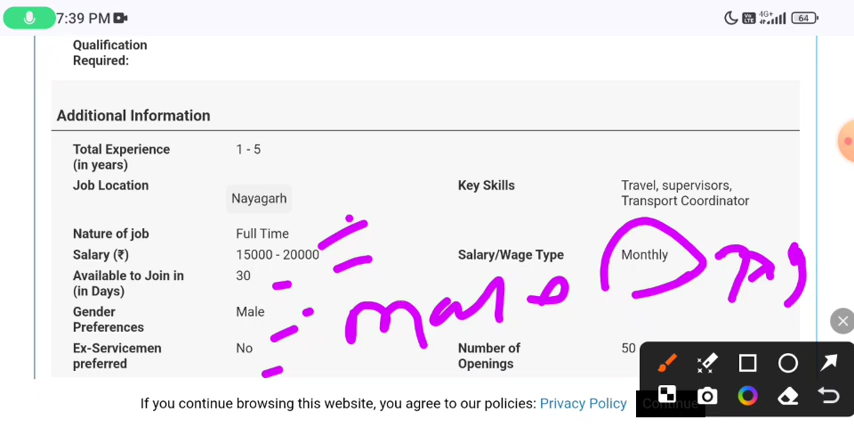 7:39 PM 4G+ 64
Qualification
Required:
Additional Information
Total Experience 1 - 5
(in years)
Job Location Nayagarh Key Skills Travel, supervisors,
Transport Coordinator
Nature of job Full Time
Salary (₹) 15000 - 20000 Salary/Wage Type Monthly
Available to Join in 30
(in Days)
Gender Male
Preferences
male
Ex-Servicemen No Number of 50
preferred Openings
If you continue browsing this website, you agree to our policies: Privacy Policy Continue